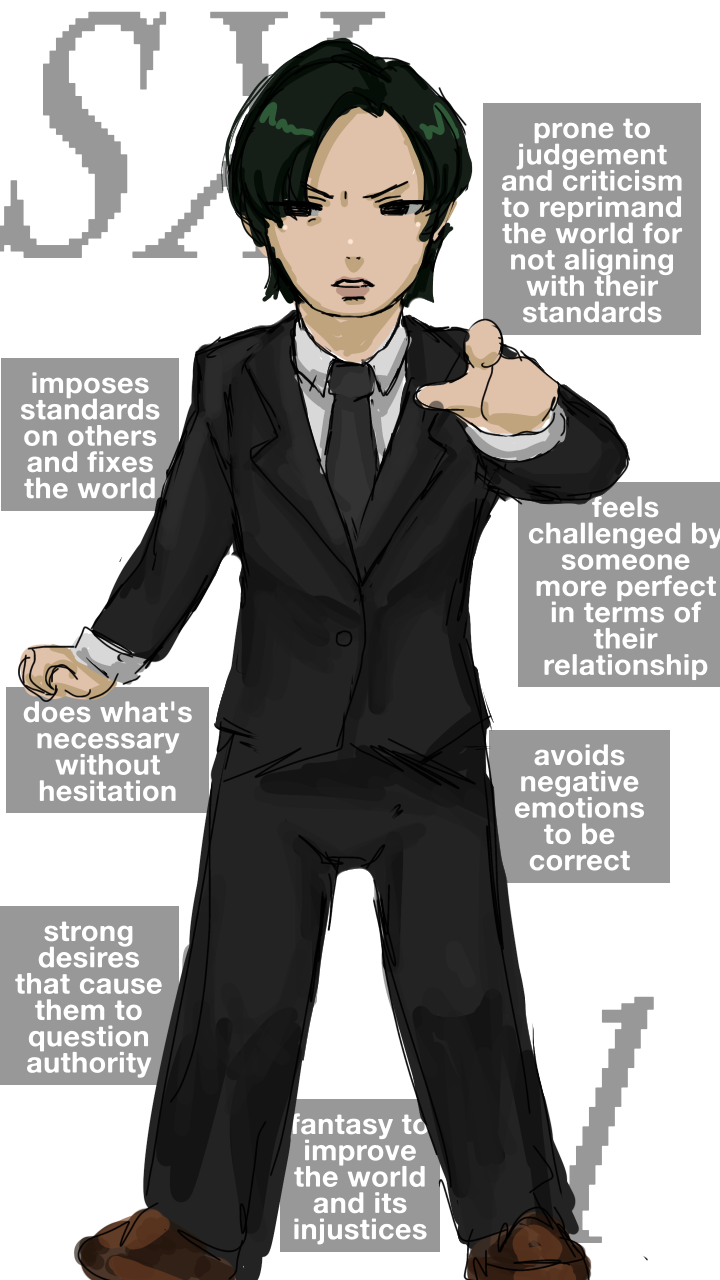 SX
prone to
judgement
and criticism
to reprimand
the world for
not aligning
with their
standards
imposes
standards
on others
and fixes
the world
feels
challenged by
someone
more perfect
in terms of
their
relationship
does what's
necessary
without
hesitation
avoids
negative
emotions
to be
correct
strong
desires
that cause
them to
question
authority
fantasy to
improve
the world
and its
injustices
1